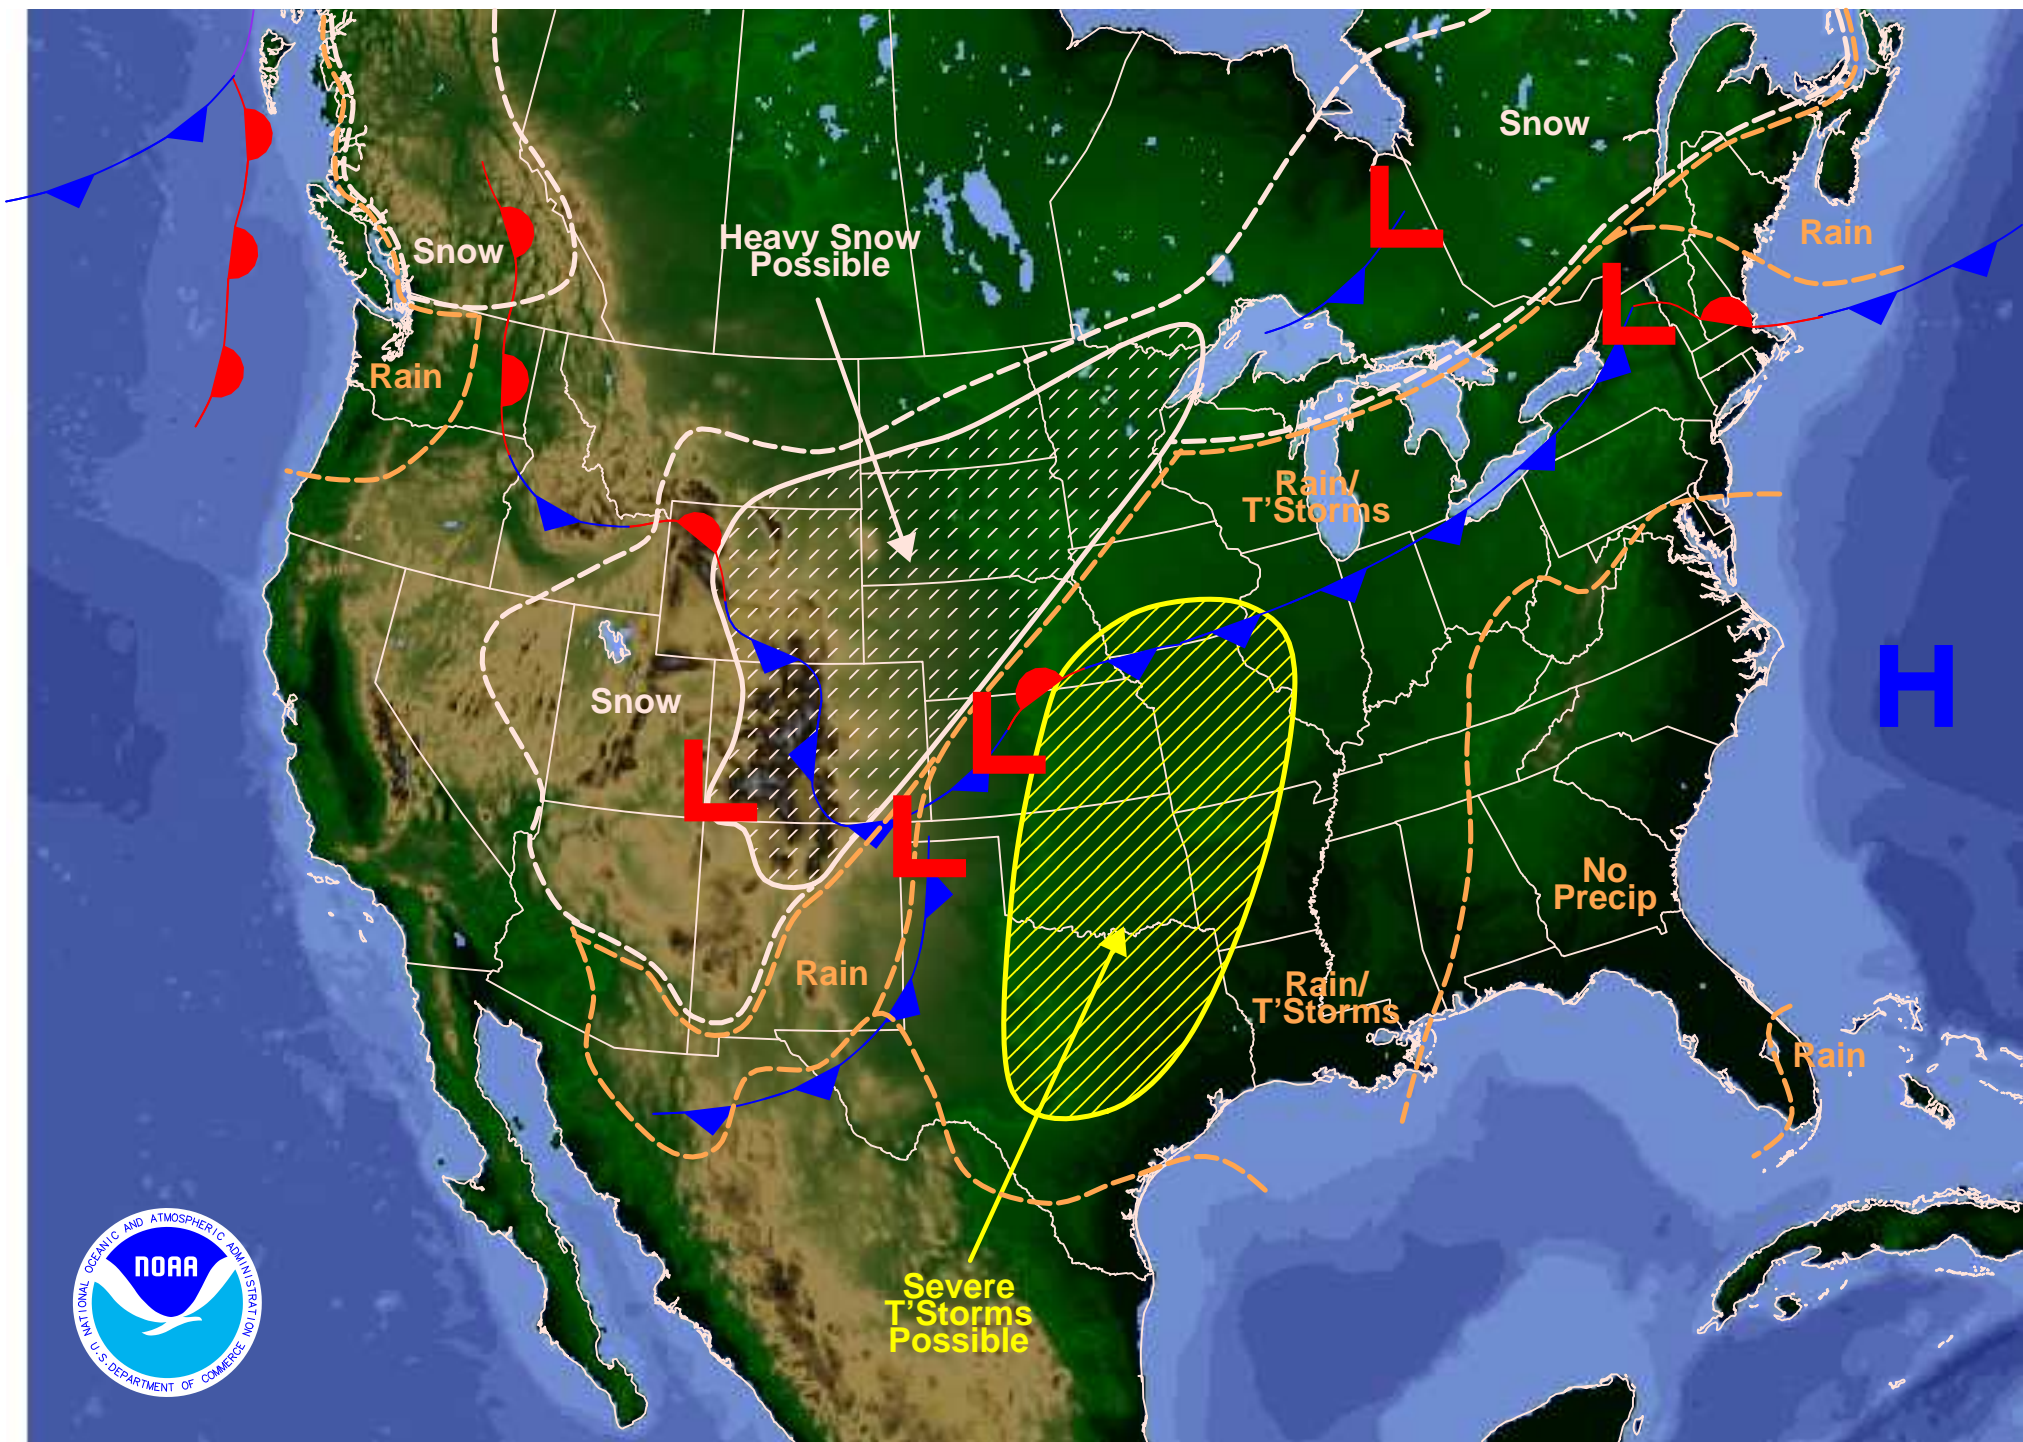 Snow
L
Rain
Snow
Heavy Snow
Possible
L
Rain
Rain/
T'Storms
H
Snow
L
L
L
No
Precip
Rain
Rain/
T'Storms
Rain
Severe
T'Storms
Possible
NATIONAL OCEANIC AND ATMOSPHERIC ADMINISTRATION
NOAA
U.S. DEPARTMENT OF COMMERCE